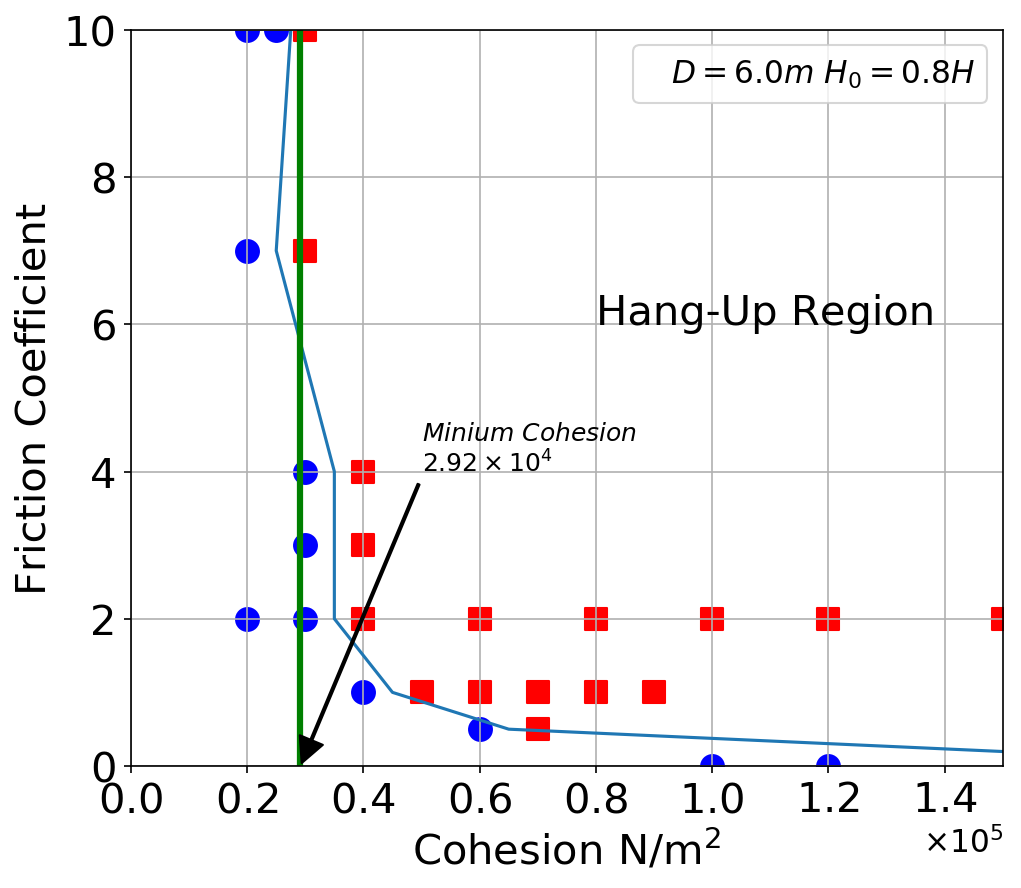 10
8
6
4
2
0
Friction Coefficient
D = 6.0m H₀ = 0.8H
Hang-Up Region
Minium Cohesion
2.92 × 10⁴
0.0 0.2 0.4 0.6 0.8 1.0 1.2 1.4
×10⁵
Cohesion N/m²